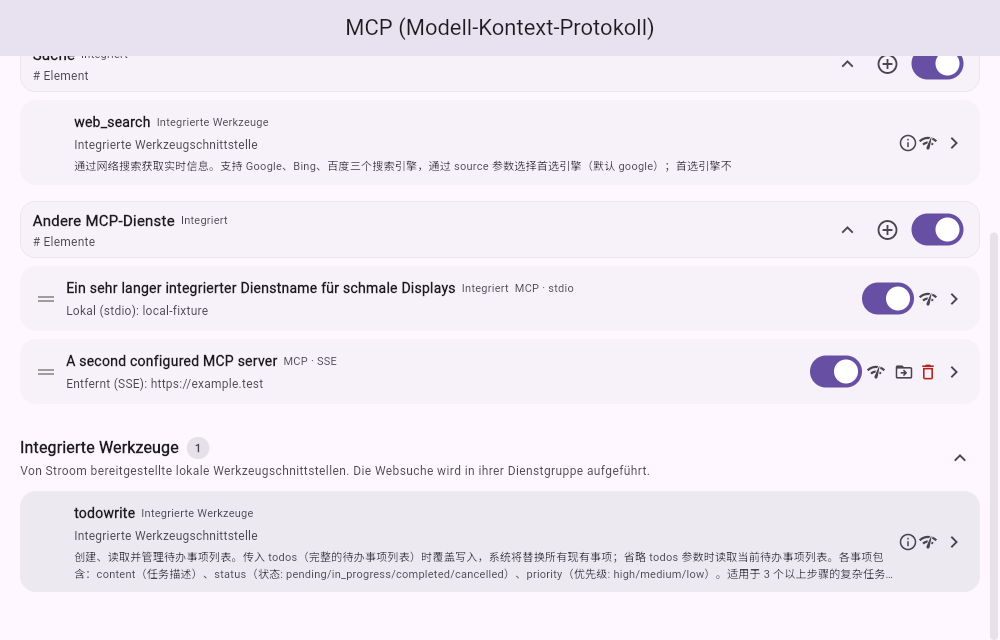 MCP (Modell-Kontext-Protokoll)
Suche Integriert
# Element
web_search Integrierte Werkzeuge
Integrierte Werkzeugschnittstelle
通过网络搜索获取实时信息。支持 Google、Bing、百度三个搜索引擎，通过 source 参数选择首选引擎（默认 google）；首选引擎不
Andere MCP-Dienste Integriert
# Elemente
Ein sehr langer integrierter Dienstname für schmale Displays Integriert MCP · stdio
Lokal (stdio): local-fixture
A second configured MCP server MCP · SSE
Entfernt (SSE): https://example.test
Integrierte Werkzeuge 1
Von Stroom bereitgestellte lokale Werkzeugschnittstellen. Die Websuche wird in ihrer Dienstgruppe aufgeführt.
todowrite Integrierte Werkzeuge
Integrierte Werkzeugschnittstelle
创建、读取并管理待办事项列表。传入 todos（完整的待办事项列表）时覆盖写入，系统将替换所有现有事项；省略 todos 参数时读取当前待办事项列表。各事项包
含：content（任务描述）、status（状态: pending/in_progress/completed/cancelled）、priority（优先级: high/medium/low）。适用于 3 个以上步骤的复杂任务…